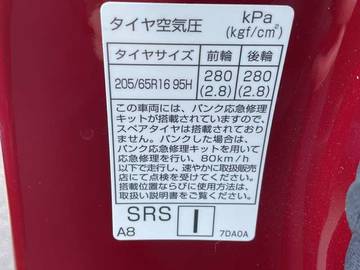 タイヤ空気圧 kPa
(kgf/cm²)
タイヤサイズ 前輪 後輪
205/65R16 95H 280 280
(2.8) (2.8)
この車両には、パンク応急修理
キットが搭載されていますので、
スペアタイヤは搭載されて
おりません。
パンクした場合は、
パンク応急修理キットを用いて
応急修理を行い、80km/h
以下で走行し、速やかに取扱販売
店にて点検を受けてください。
搭載位置ならびに使用方法は、
取扱い説明書をご覧ください。
SRS I
A8 7DA0A